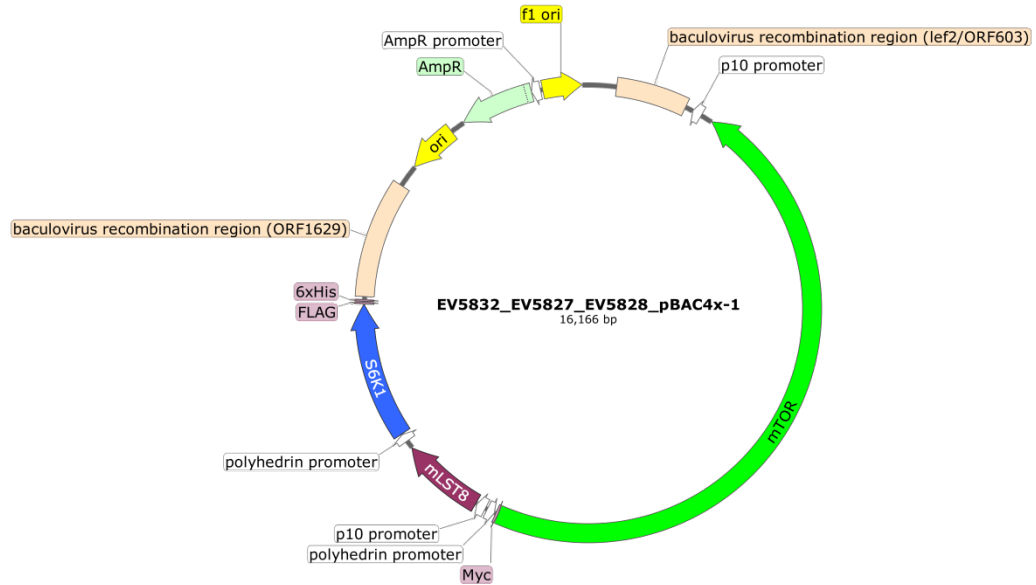 f1 ori
AmpR promoter
baculovirus recombination region (lef2/ORF603)
AmpR
p10 promoter
ori
baculovirus recombination region (ORF1629)
6xHis
FLAG
EV5832_EV5827_EV5828_pBAC4x-1
16,166 bp
S6K1
mTOR
polyhedrin promoter
mLST8
p10 promoter
polyhedrin promoter
Myc